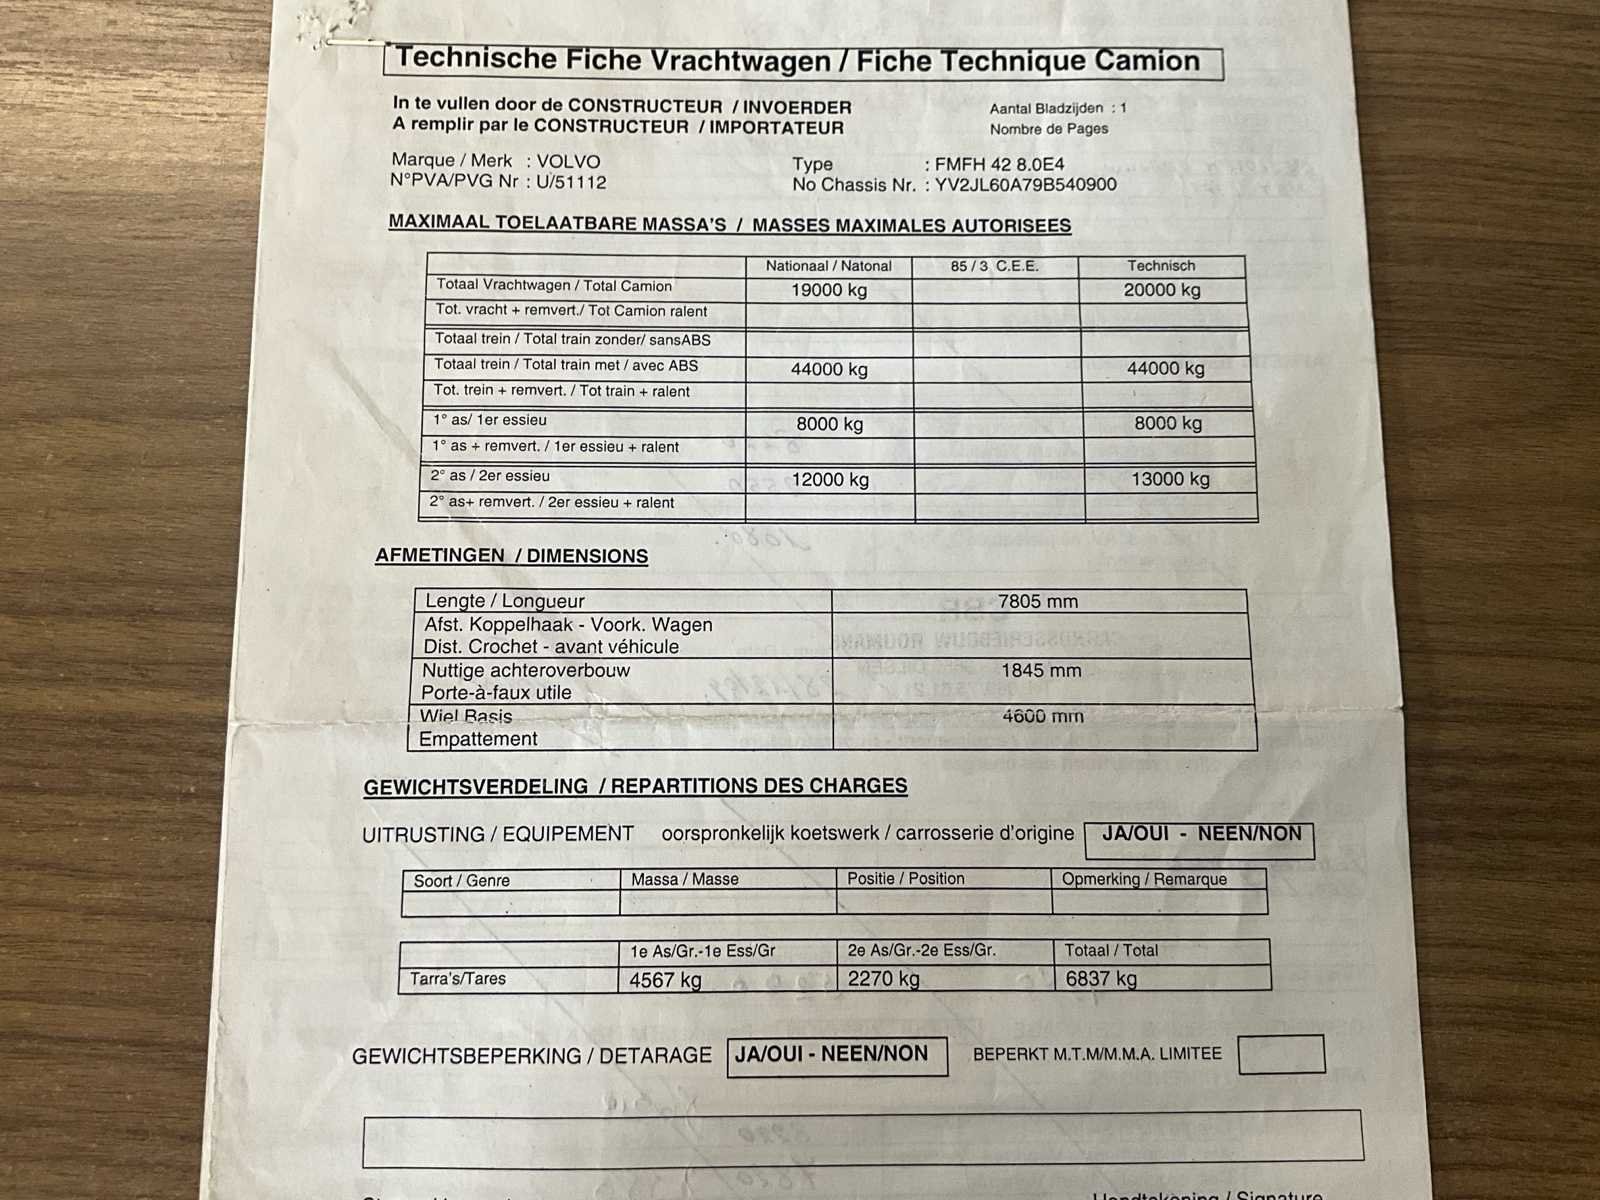 Technische Fiche Vrachtwagen / Fiche Technique Camion
In te vullen door de CONSTRUCTEUR / INVOERDER
A remplir par le CONSTRUCTEUR / IMPORTATEUR
Aantal Bladzijden : 1
Nombre de Pages
Marque / Merk : VOLVO
N°PVA/PVG Nr : U/51112
Type : FMFH 42 8.0E4
No Chassis Nr. : YV2JL60A79B540900
MAXIMAAL TOELAATBARE MASSA'S / MASSES MAXIMALES AUTORISEES
Nationaal / Natonal 85 / 3 C.E.E. Technisch
Totaal Vrachtwagen / Total Camion 19000 kg 20000 kg
Tot. vracht + remvert./ Tot Camion ralent
Totaal trein / Total train zonder/ sansABS
Totaal trein / Total train met / avec ABS 44000 kg 44000 kg
Tot. trein + remvert. / Tot train + ralent
1° as/ 1er essieu 8000 kg 8000 kg
1° as + remvert. / 1er essieu + ralent
2° as / 2er essieu 12000 kg 13000 kg
2° as+ remvert. / 2er essieu + ralent
AFMETINGEN / DIMENSIONS
Lengte / Longueur 7805 mm
Afst. Koppelhaak - Voork. Wagen
Dist. Crochet - avant véhicule
Nuttige achteroverbouw 1845 mm
Porte-à-faux utile
Wiel Basis 4600 mm
Empattement
GEWICHTSVERDELING / REPARTITIONS DES CHARGES
UITRUSTING / EQUIPEMENT oorspronkelijk koetswerk / carrosserie d'origine JA/OUI - NEEN/NON
Soort / Genre Massa / Masse Positie / Position Opmerking / Remarque
1e As/Gr.-1e Ess/Gr 2e As/Gr.-2e Ess/Gr. Totaal / Total
Tarra's/Tares 4567 kg 2270 kg 6837 kg
GEWICHTSBEPERKING / DETARAGE JA/OUI - NEEN/NON BEPERKT M.T.M/M.M.A. LIMITEE
Handtekening / Signature